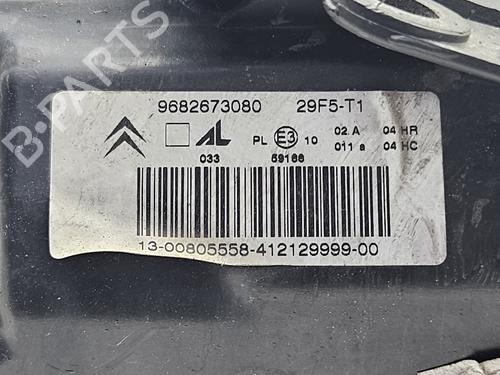 9682673080 29F5-T1
AL PL E3 10 02 A 04 HR
011 a 04 HC
033 59166
13-00805558-412129999-00
B-PARTS